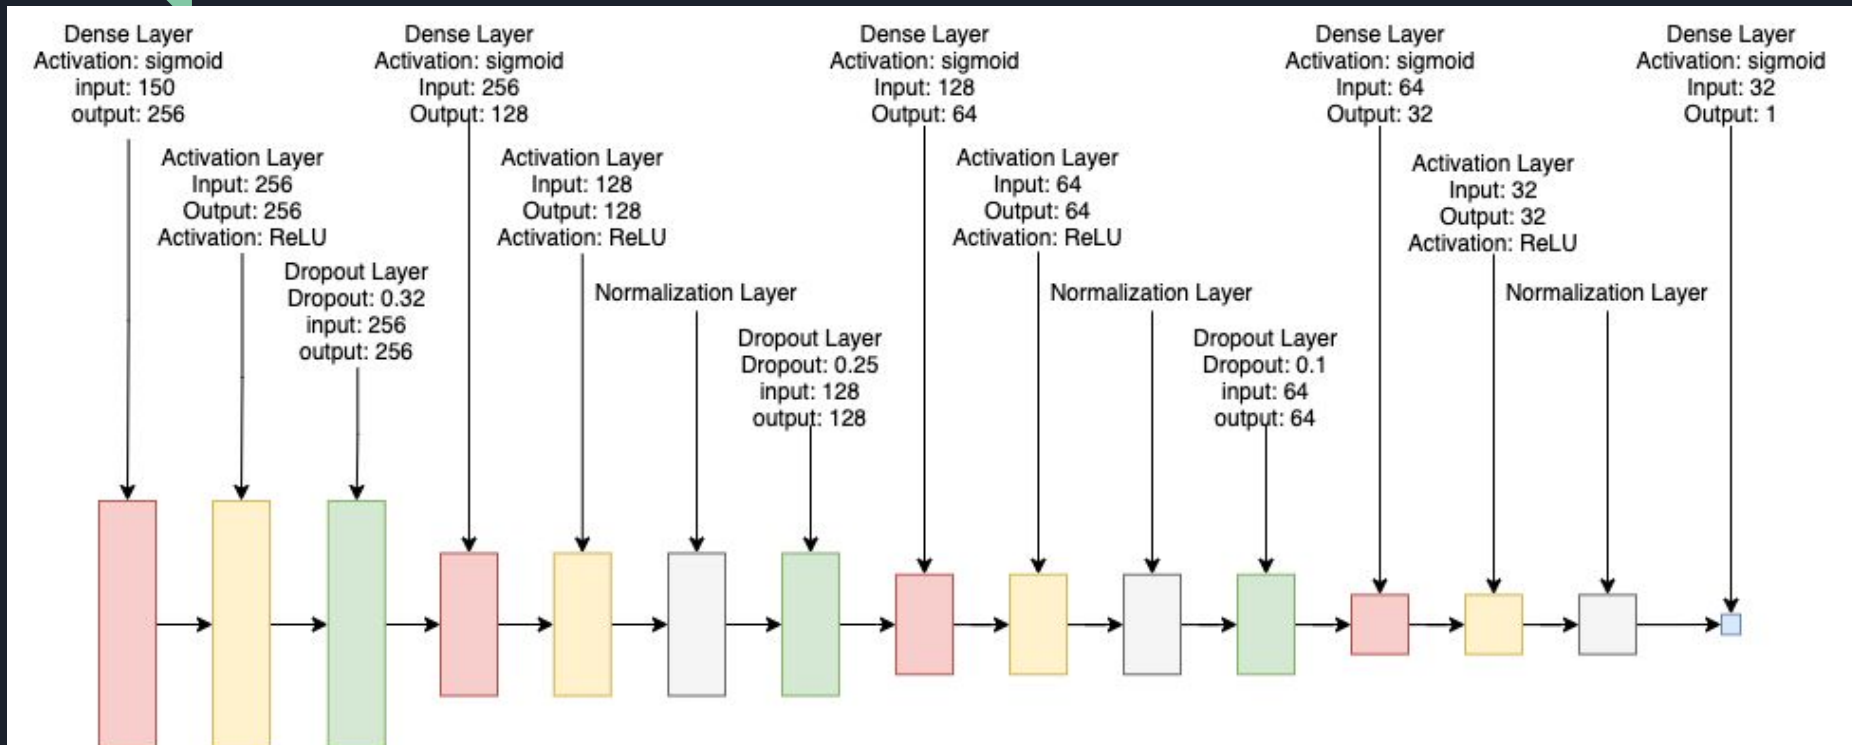 Dense Layer
Activation: sigmoid
input: 150
output: 256
Activation Layer
Input: 256
Output: 256
Activation: ReLU
Dropout Layer
Dropout: 0.32
input: 256
output: 256
Dense Layer
Activation: sigmoid
Input: 256
Output: 128
Activation Layer
Input: 128
Output: 128
Activation: ReLU
Normalization Layer
Dropout Layer
Dropout: 0.25
input: 128
output: 128
Dense Layer
Activation: sigmoid
Input: 128
Output: 64
Activation Layer
Input: 64
Output: 64
Activation: ReLU
Normalization Layer
Dropout Layer
Dropout: 0.1
input: 64
output: 64
Dense Layer
Activation: sigmoid
Input: 64
Output: 32
Activation Layer
Input: 32
Output: 32
Activation: ReLU
Normalization Layer
Dense Layer
Activation: sigmoid
Input: 32
Output: 1